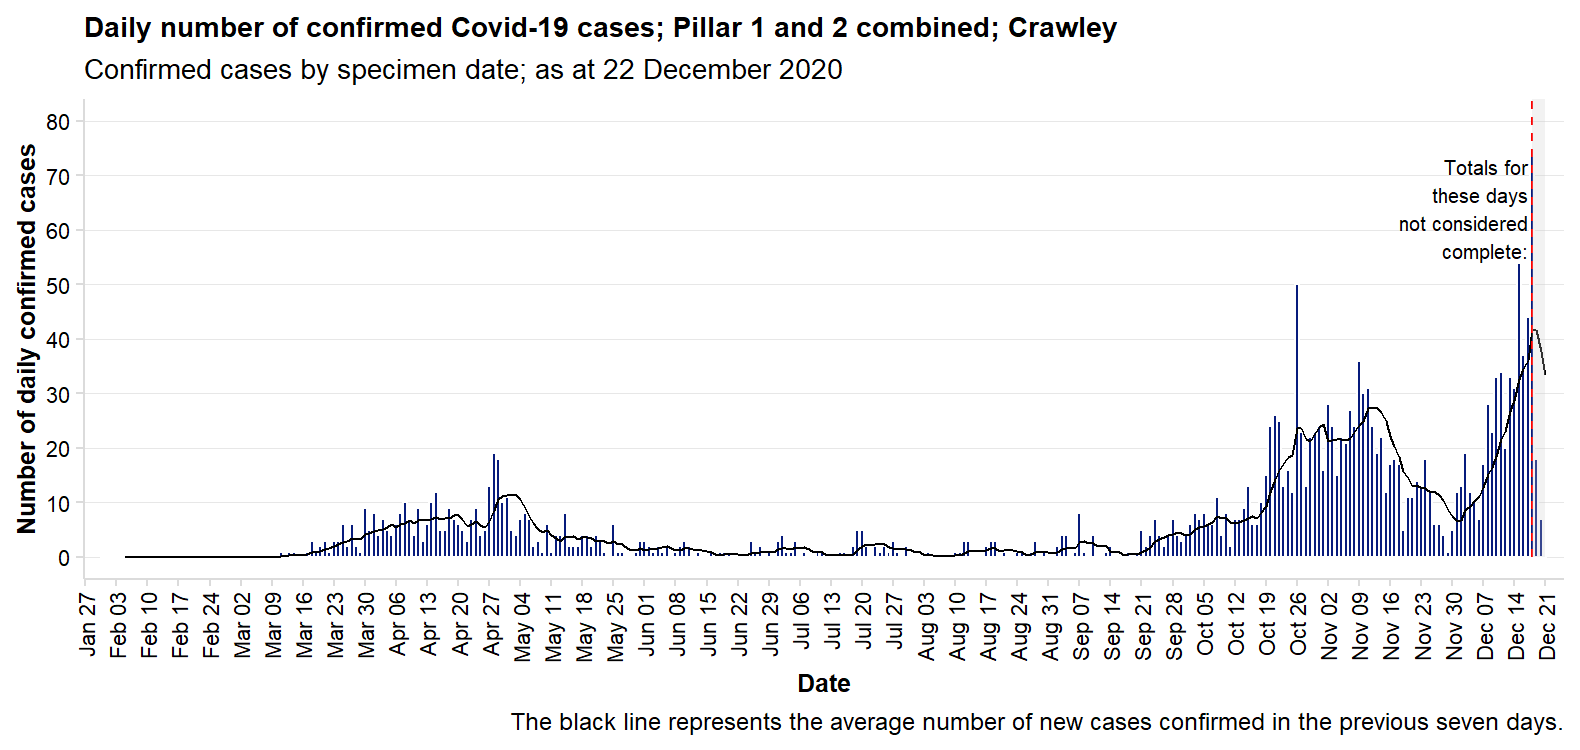 Daily number of confirmed Covid-19 cases; Pillar 1 and 2 combined; Crawley
Confirmed cases by specimen date; as at 22 December 2020
Number of daily confirmed cases
80
70
60
50
40
30
20
10
0
Totals for
these days
not considered
complete:
Jan 27
Feb 03
Feb 10
Feb 17
Feb 24
Mar 02
Mar 09
Mar 16
Mar 23
Mar 30
Apr 06
Apr 13
Apr 20
Apr 27
May 04
May 11
May 18
May 25
Jun 01
Jun 08
Jun 15
Jun 22
Jun 29
Jul 06
Jul 13
Jul 20
Jul 27
Aug 03
Aug 10
Aug 17
Aug 24
Aug 31
Sep 07
Sep 14
Sep 21
Sep 28
Oct 05
Oct 12
Oct 19
Oct 26
Nov 02
Nov 09
Nov 16
Nov 23
Nov 30
Dec 07
Dec 14
Dec 21
Date
The black line represents the average number of new cases confirmed in the previous seven days.